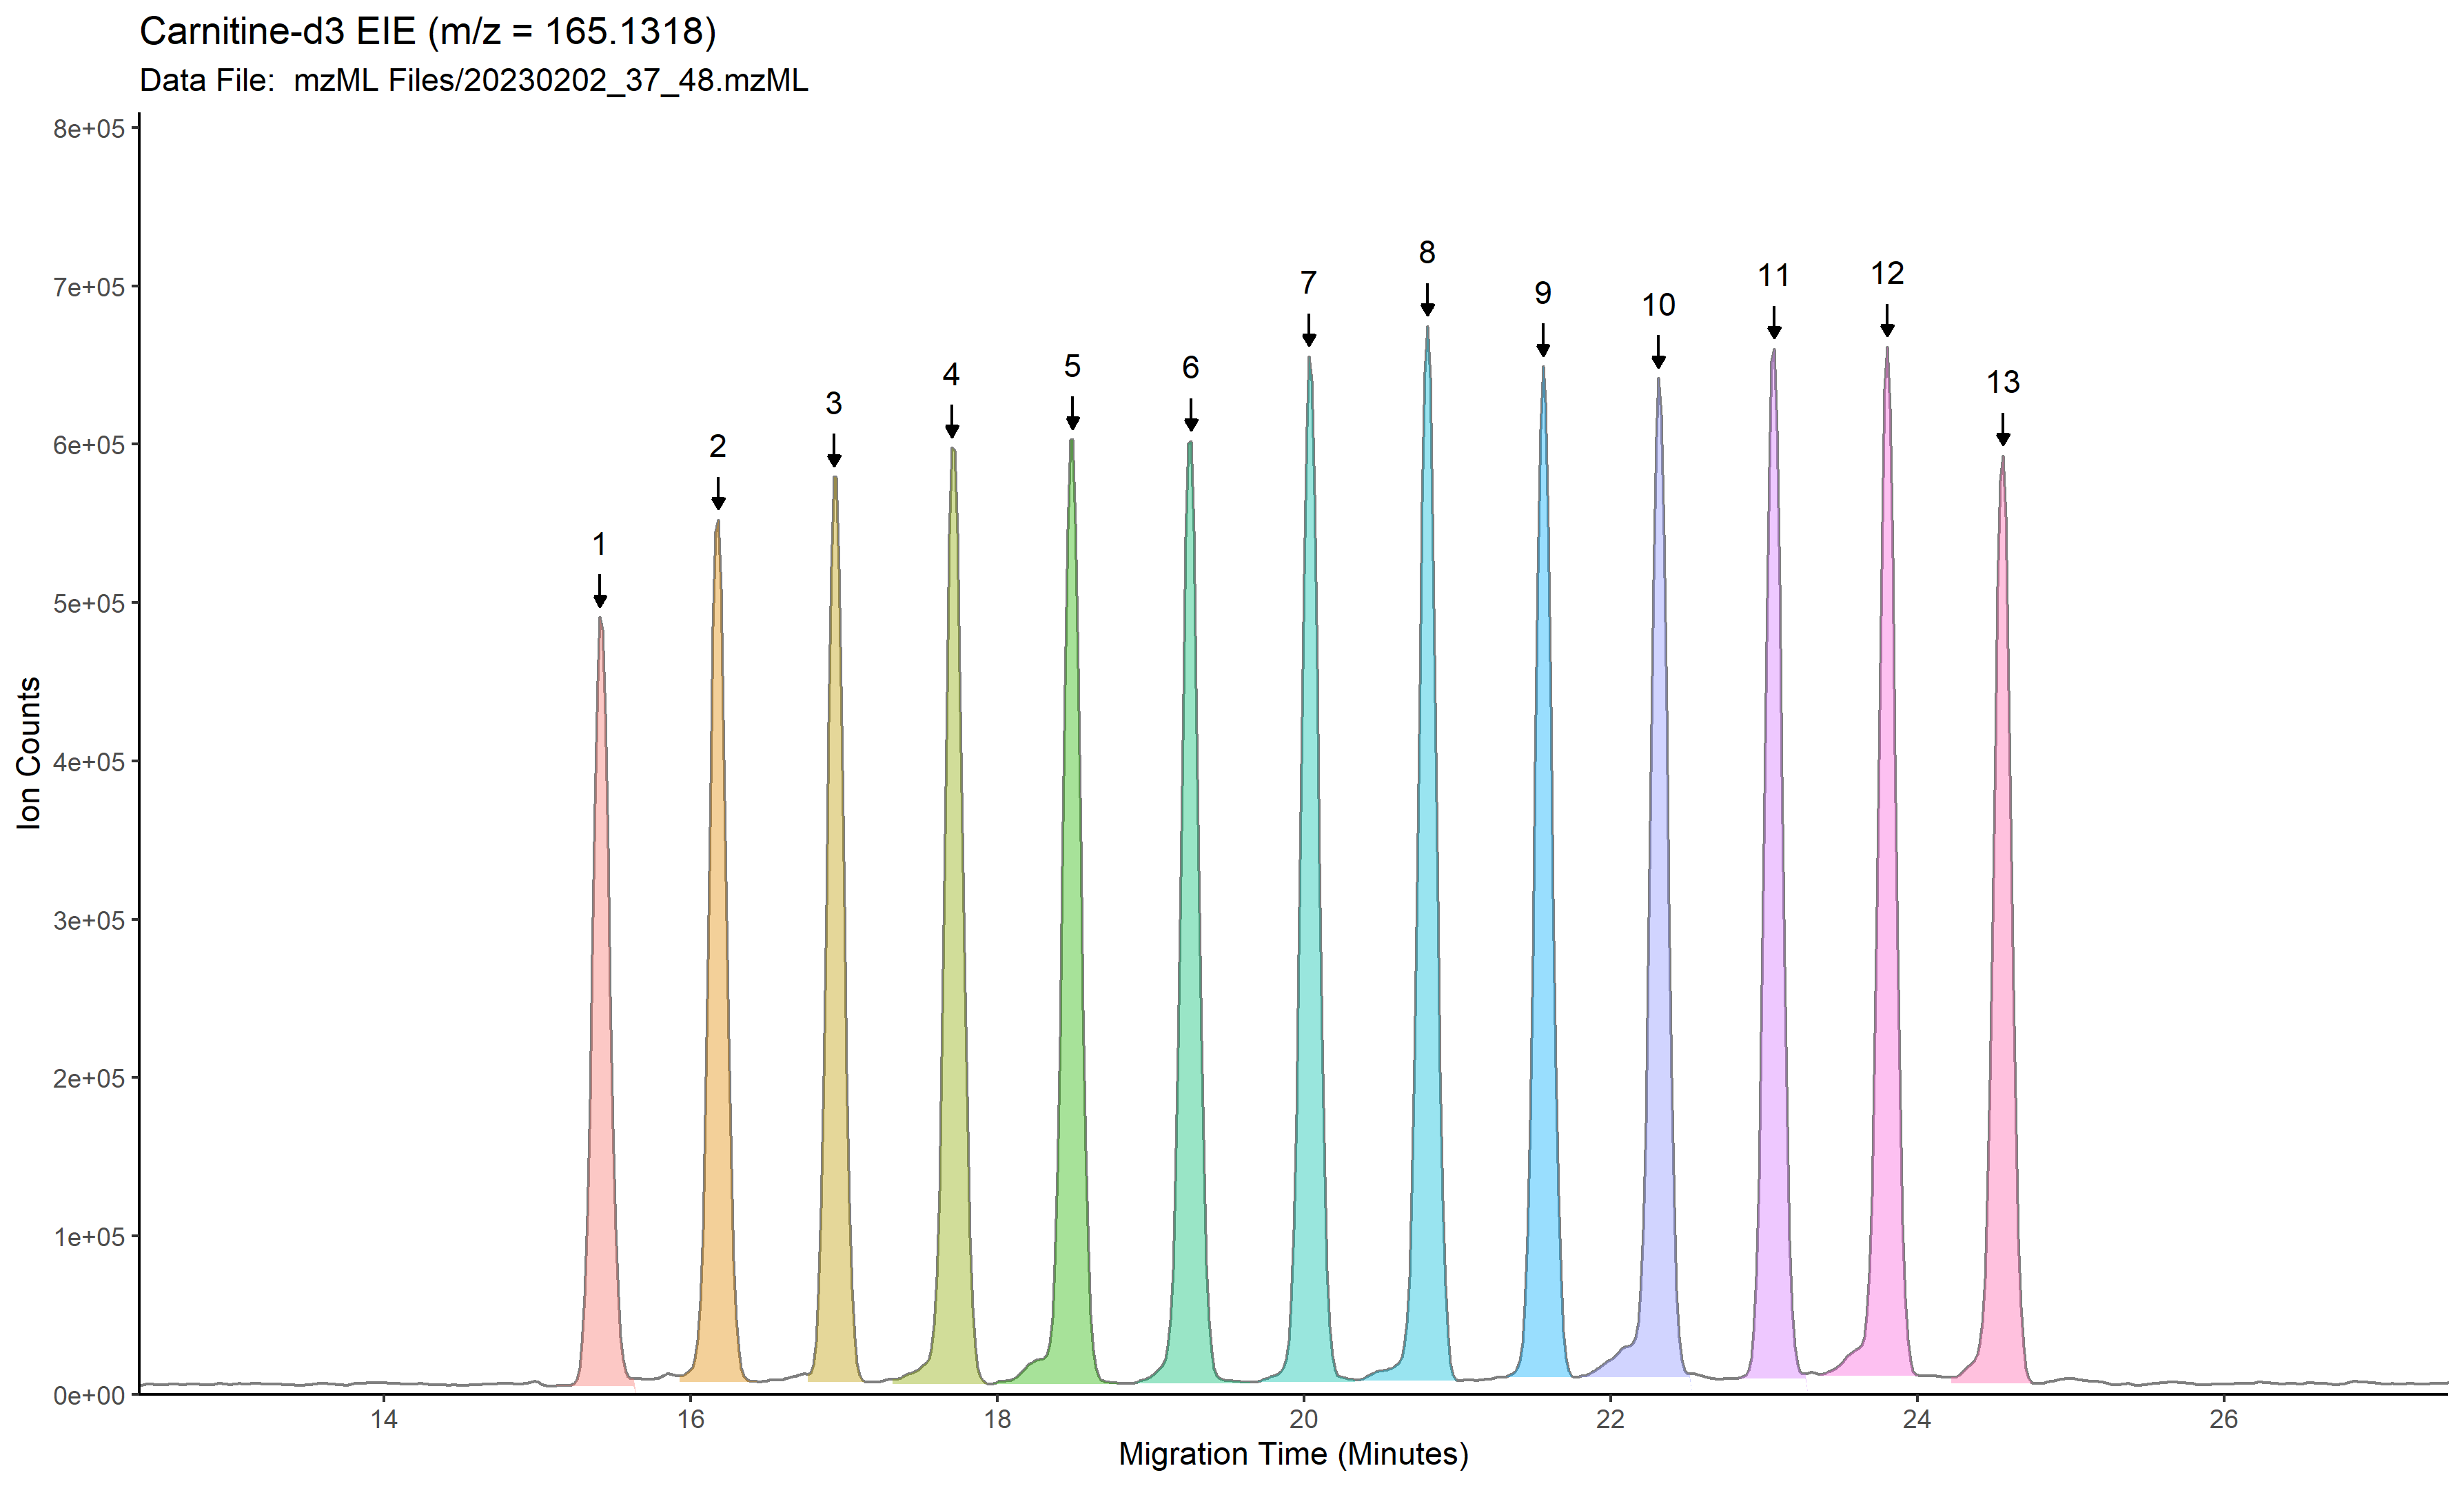 Carnitine-d3 EIE (m/z = 165.1318)
Data File:  mzML Files/20230202_37_48.mzML
8e+05
7e+05
6e+05
5e+05
4e+05
3e+05
2e+05
1e+05
0e+00
Ion Counts
1
2
3
4
5
6
7
8
9
10
11
12
13
14
16
18
20
22
24
26
Migration Time (Minutes)